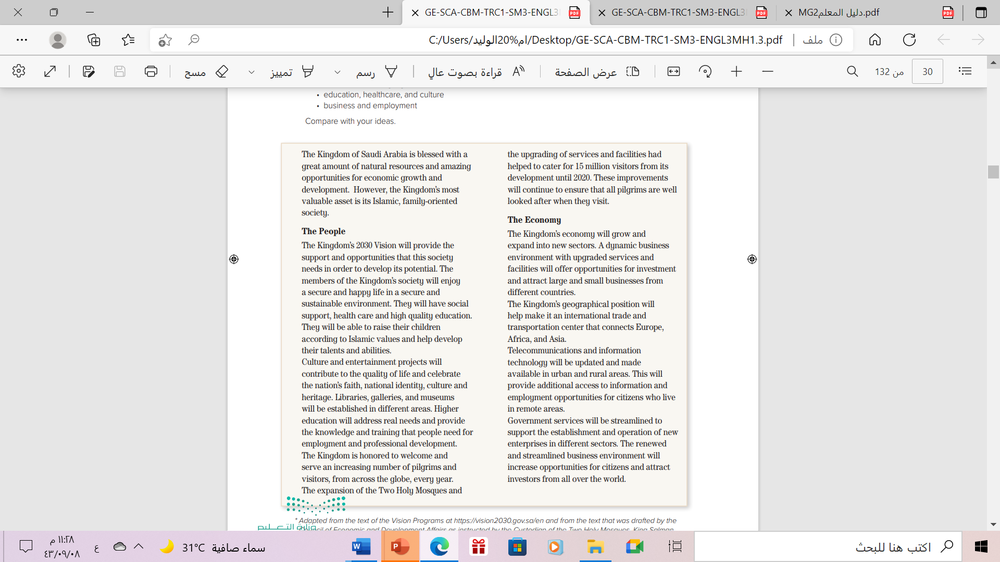 GE-SCA-CBM-TRC1-SM3-ENGL3
GE-SCA-CBM-TRC1-SM3-ENGL3
دليل المعلمMG2.pdf
ملف
C:/Users/ام%20الوليد/Desktop/GE-SCA-CBM-TRC1-SM3-ENGL3MH1.3.pdf
مسح
تمييز
رسم
قراءة بصوت عالٍ
عرض الصفحة
من 132
30
• education, healthcare, and culture
• business and employment
Compare with your ideas.
The Kingdom of Saudi Arabia is blessed with a
great amount of natural resources and amazing
opportunities for economic growth and
development. However, the Kingdom's most
valuable asset is its Islamic, family-oriented
society.
The People
The Kingdom's 2030 Vision will provide the
support and opportunities that this society
needs in order to develop its potential. The
members of the Kingdom's society will enjoy
a secure and happy life in a secure and
sustainable environment. They will have social
support, health care and high quality education.
They will be able to raise their children
according to Islamic values and help develop
their talents and abilities.
Culture and entertainment projects will
contribute to the quality of life and celebrate
the nation's faith, national identity, culture and
heritage. Libraries, galleries, and museums
will be established in different areas. Higher
education will address real needs and provide
the knowledge and training that people need for
employment and professional development.
The Kingdom is honored to welcome and
serve an increasing number of pilgrims and
visitors, from across the globe, every year.
The expansion of the Two Holy Mosques and
the upgrading of services and facilities had
helped to cater for 15 million visitors from its
development until 2020. These improvements
will continue to ensure that all pilgrims are well
looked after when they visit.
The Economy
The Kingdom's economy will grow and
expand into new sectors. A dynamic business
environment with upgraded services and
facilities will offer opportunities for investment
and attract large and small businesses from
different countries.
The Kingdom's geographical position will
help make it an international trade and
transportation center that connects Europe,
Africa, and Asia.
Telecommunications and information
technology will be updated and made
available in urban and rural areas. This will
provide additional access to information and
employment opportunities for citizens who live
in remote areas.
Government services will be streamlined to
support the establishment and operation of new
enterprises in different sectors. The renewed
and streamlined business environment will
increase opportunities for citizens and attract
investors from all over the world.
* Adapted from the text of the Vision Programs at https://vision2030.gov.sa/en and from the text that was drafted by the
Council of Economic and Development Affairs as instructed by the Custodian of the Two Holy Mosques, King Salman
وزارة التعليم
١١:٢٨ م
٤٣/٠٩/٠٨
ع
31°C سماء صافية
اكتب هنا للبحث